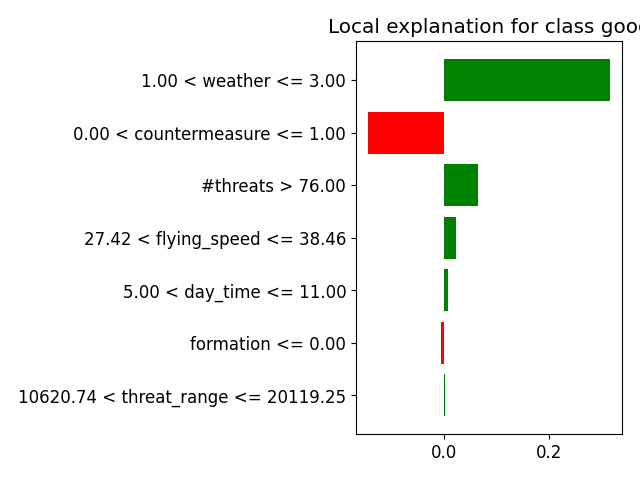 Local explanation for class good
1.00 < weather <= 3.00
0.00 < countermeasure <= 1.00
#threats > 76.00
27.42 < flying_speed <= 38.46
5.00 < day_time <= 11.00
formation <= 0.00
10620.74 < threat_range <= 20119.25
0.0 0.2